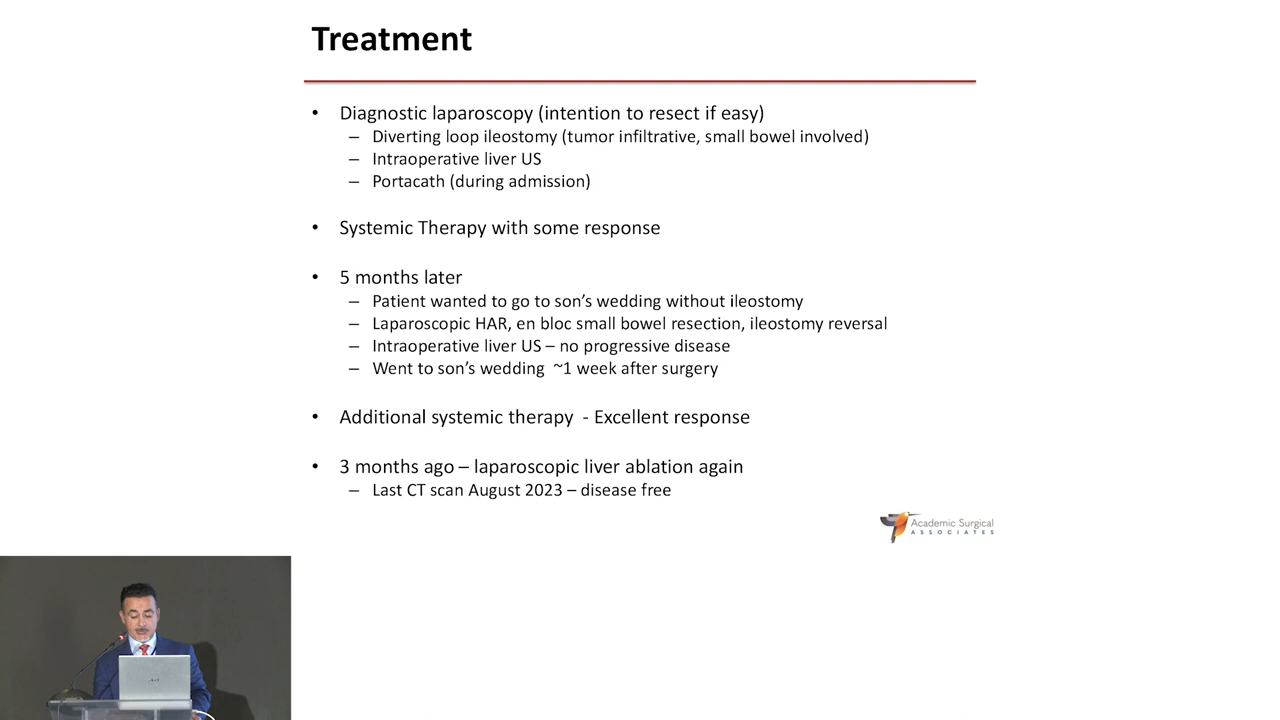 Treatment
• Diagnostic laparoscopy (intention to resect if easy)
– Diverting loop ileostomy (tumor infiltrative, small bowel involved)
– Intraoperative liver US
– Portacath (during admission)
• Systemic Therapy with some response
• 5 months later
– Patient wanted to go to son's wedding without ileostomy
– Laparoscopic HAR, en bloc small bowel resection, ileostomy reversal
– Intraoperative liver US – no progressive disease
– Went to son's wedding ~1 week after surgery
• Additional systemic therapy - Excellent response
• 3 months ago – laparoscopic liver ablation again
– Last CT scan August 2023 – disease free
Academic Surgical
ASSOCIATES